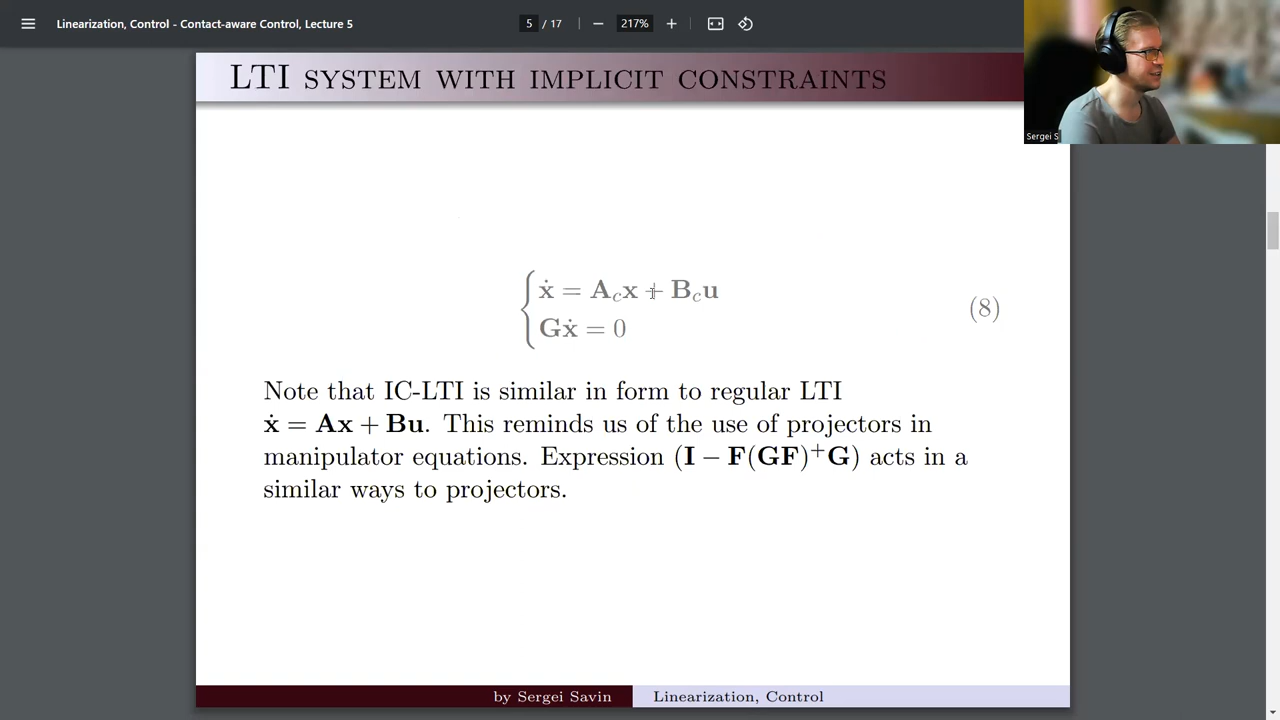 Linearization, Control - Contact-aware Control, Lecture 5
5 / 17
217%
Sergei S
LTI SYSTEM WITH IMPLICIT CONSTRAINTS
ẋ = A_c x + B_c u
Gẋ = 0
(8)
Note that IC-LTI is similar in form to regular LTI
ẋ = Ax + Bu. This reminds us of the use of projectors in
manipulator equations. Expression (I − F(GF)⁺G) acts in a
similar ways to projectors.
by Sergei Savin
Linearization, Control